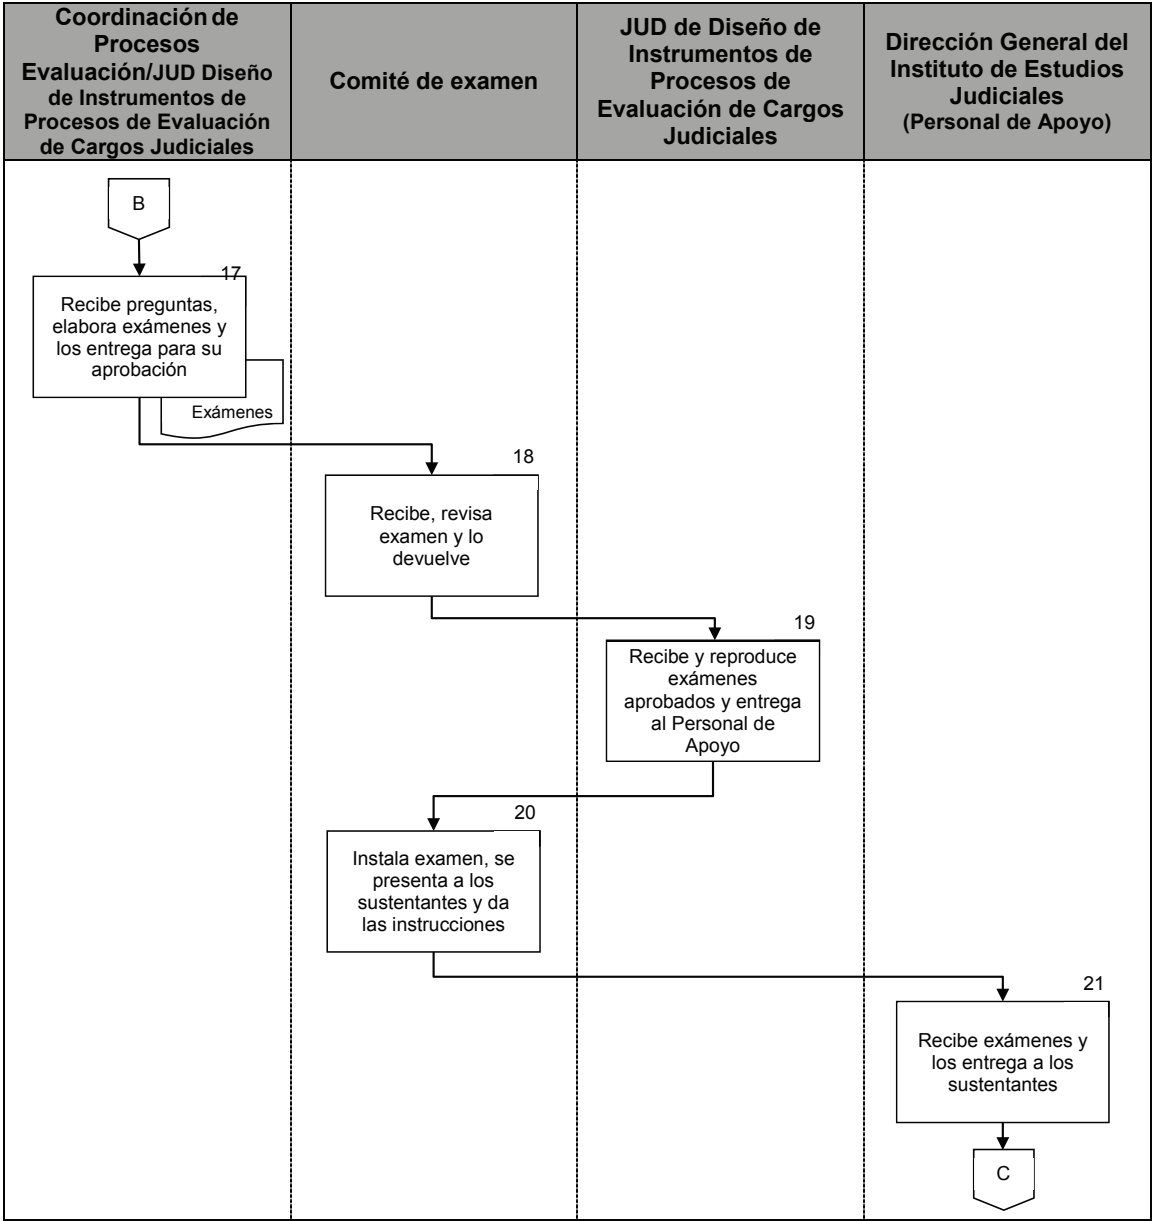 Coordinación de
Procesos
Evaluación/JUD Diseño
de Instrumentos de
Procesos de Evaluación
de Cargos Judiciales
Comité de examen
JUD de Diseño de
Instrumentos de
Procesos de
Evaluación de Cargos
Judiciales
Dirección General del
Instituto de Estudios
Judiciales
(Personal de Apoyo)
B
17
Recibe preguntas,
elabora exámenes y
los entrega para su
aprobación
Exámenes
18
Recibe, revisa
examen y lo
devuelve
19
Recibe y reproduce
exámenes
aprobados y entrega
al Personal de
Apoyo
20
Instala examen, se
presenta a los
sustentantes y da
las instrucciones
21
Recibe exámenes y
los entrega a los
sustentantes
C